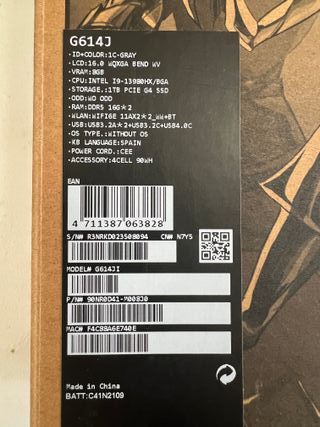 G614J
·ID+COLOR:1C-GRAY
·LCD:16.0 WQXGA BEND WV
·VRAM:8GB
·CPU:INTEL I9-13980HX/BGA
·STORAGE.:1TB PCIE G4 SSD
·ODD:WO ODD
·RAM:DDR5 16G*2
·WLAN:WIFI6E 11AX2*2_WW+BT
·USB:USB3.2A*2+USB3.2C+USB4.0C
·OS TYPE.:WITHOUT OS
·KB LANGUAGE:SPAIN
·POWER CORD.:CEE
·ACCESSORY:4CELL 90WH
EAN
4 711387 063828
S/N# R3NRKD023508094 CN# N7Y5
MODEL# G614JI
P/N# 90NR0D41-M008J0
MAC# F4C88A6E740E
Made in China
BATT:C41N2109